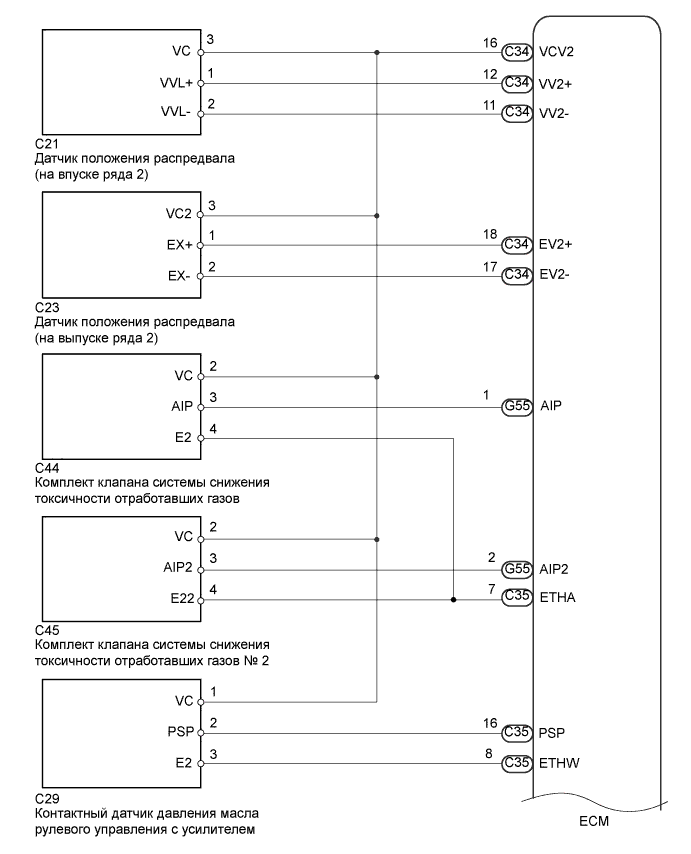 VC 3 16 C34 VCV2
VVL+ 1 12 C34 VV2+
VVL- 2 11 C34 VV2-
C21
Датчик положения распредвала
(на впуске ряда 2)
VC2 3
EX+ 1 18 C34 EV2+
EX- 2 17 C34 EV2-
C23
Датчик положения распредвала
(на выпуске ряда 2)
VC 2
AIP 3 1 G55 AIP
E2 4
C44
Комплект клапана системы снижения
токсичности отработавших газов
VC 2
AIP2 3 2 G55 AIP2
E22 4 7 C35 ETHA
C45
Комплект клапана системы снижения
токсичности отработавших газов № 2
VC 1
PSP 2 16 C35 PSP
E2 3 8 C35 ETHW
C29
Контактный датчик давления масла
рулевого управления с усилителем
ECM